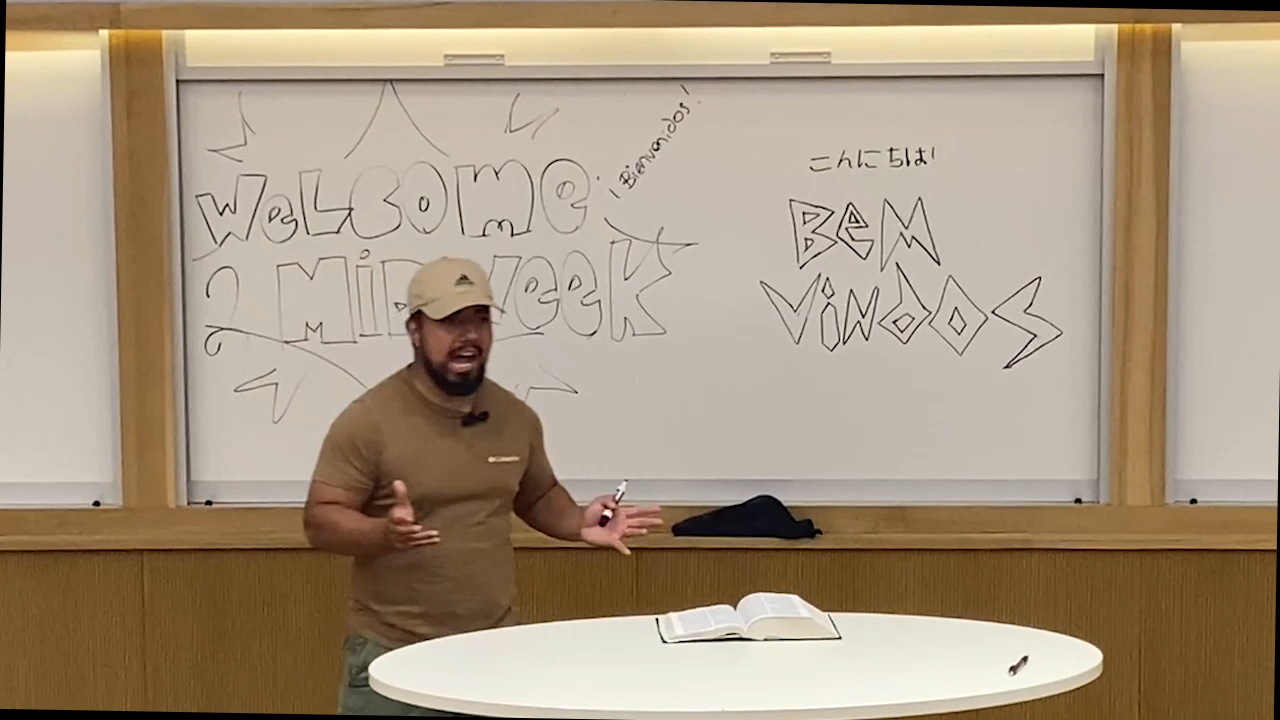 WeLCOMe
2 MiDWeeK
¡Bienvenidos!
こんにちは!
BeM
ViNDOS